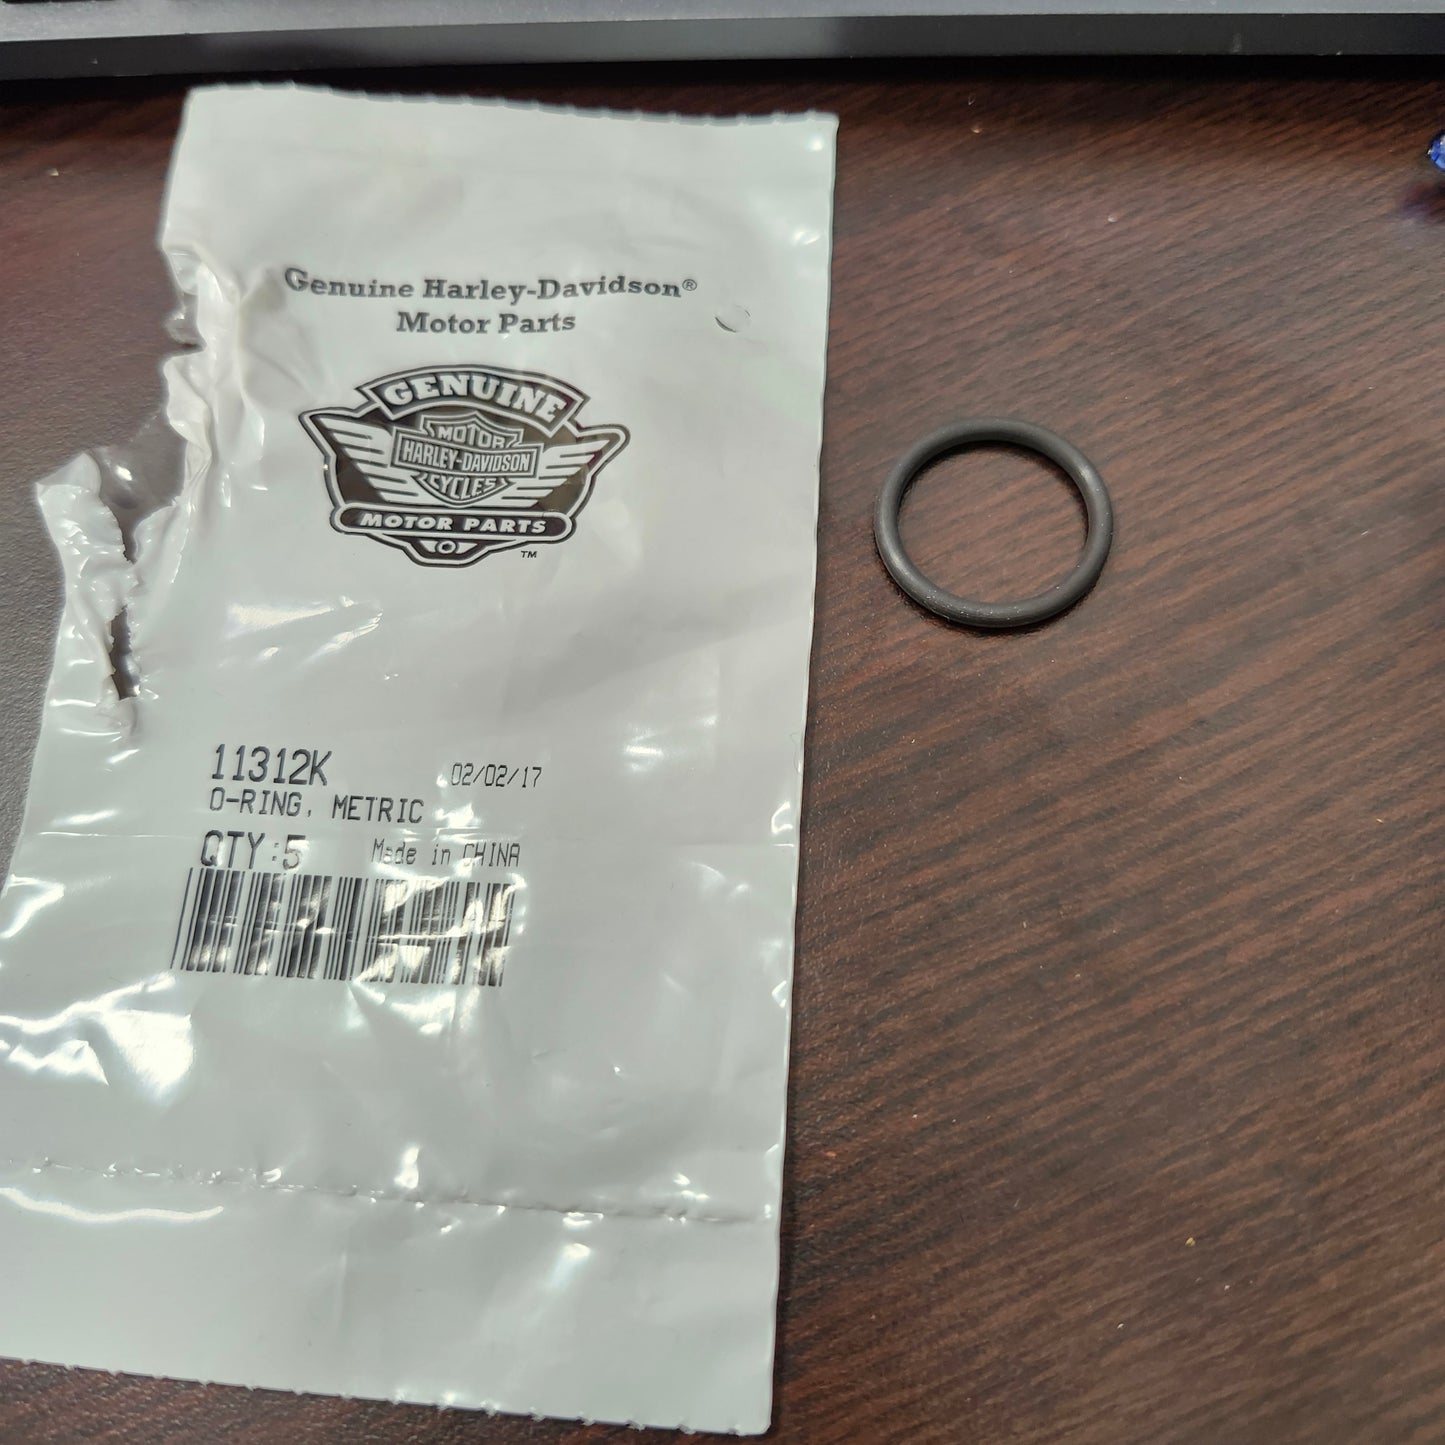 Genuine Harley-Davidson®
Motor Parts
GENUINE
MOTOR
HARLEY-DAVIDSON
CYCLES
MOTOR PARTS
TM
11312K 02/02/17
O-RING, METRIC
QTY:5 Made in CHINA